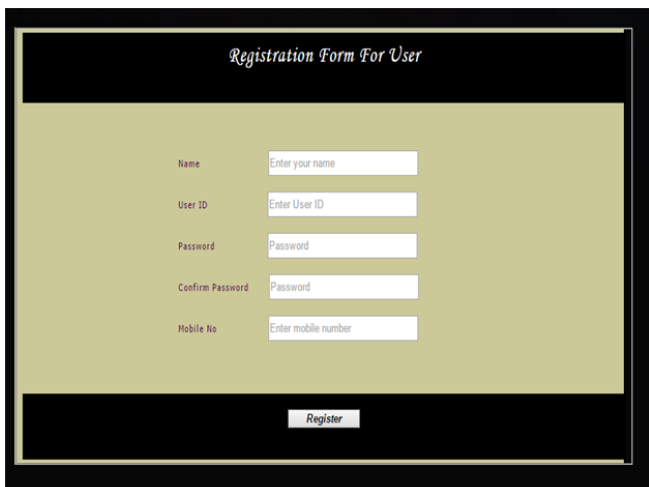 Registration Form For User
Name Enter your name
User ID Enter User ID
Password Password
Confirm Password Password
Mobile No Enter mobile number
Register